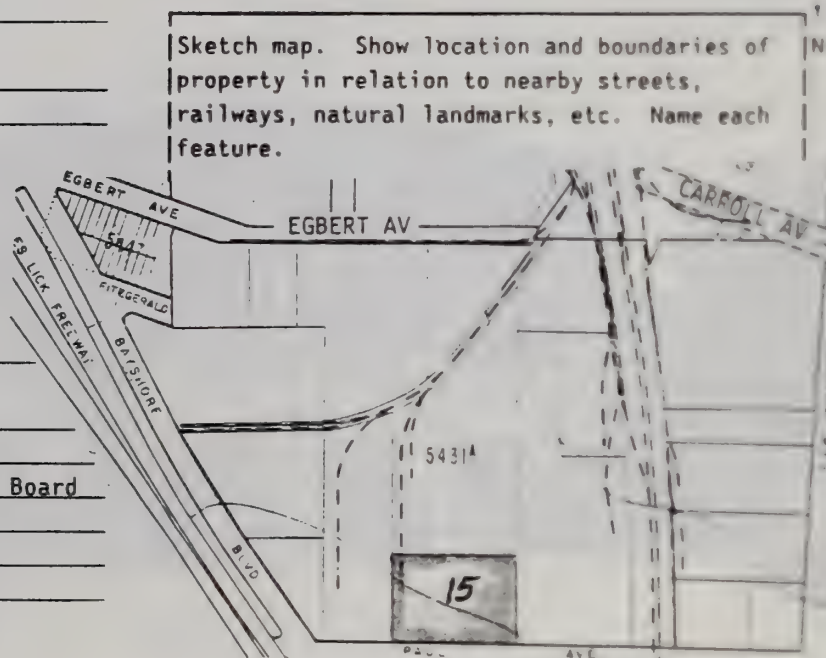 Sketch map. Show location and boundaries of
property in relation to nearby streets,
railways, natural landmarks, etc. Name each
feature.
N
EGBERT AVE
EGBERT AV
CARROLL AV
FITZGERALD
LICK
BAYSHORE
BLVD
5431A
Board
15
AVE